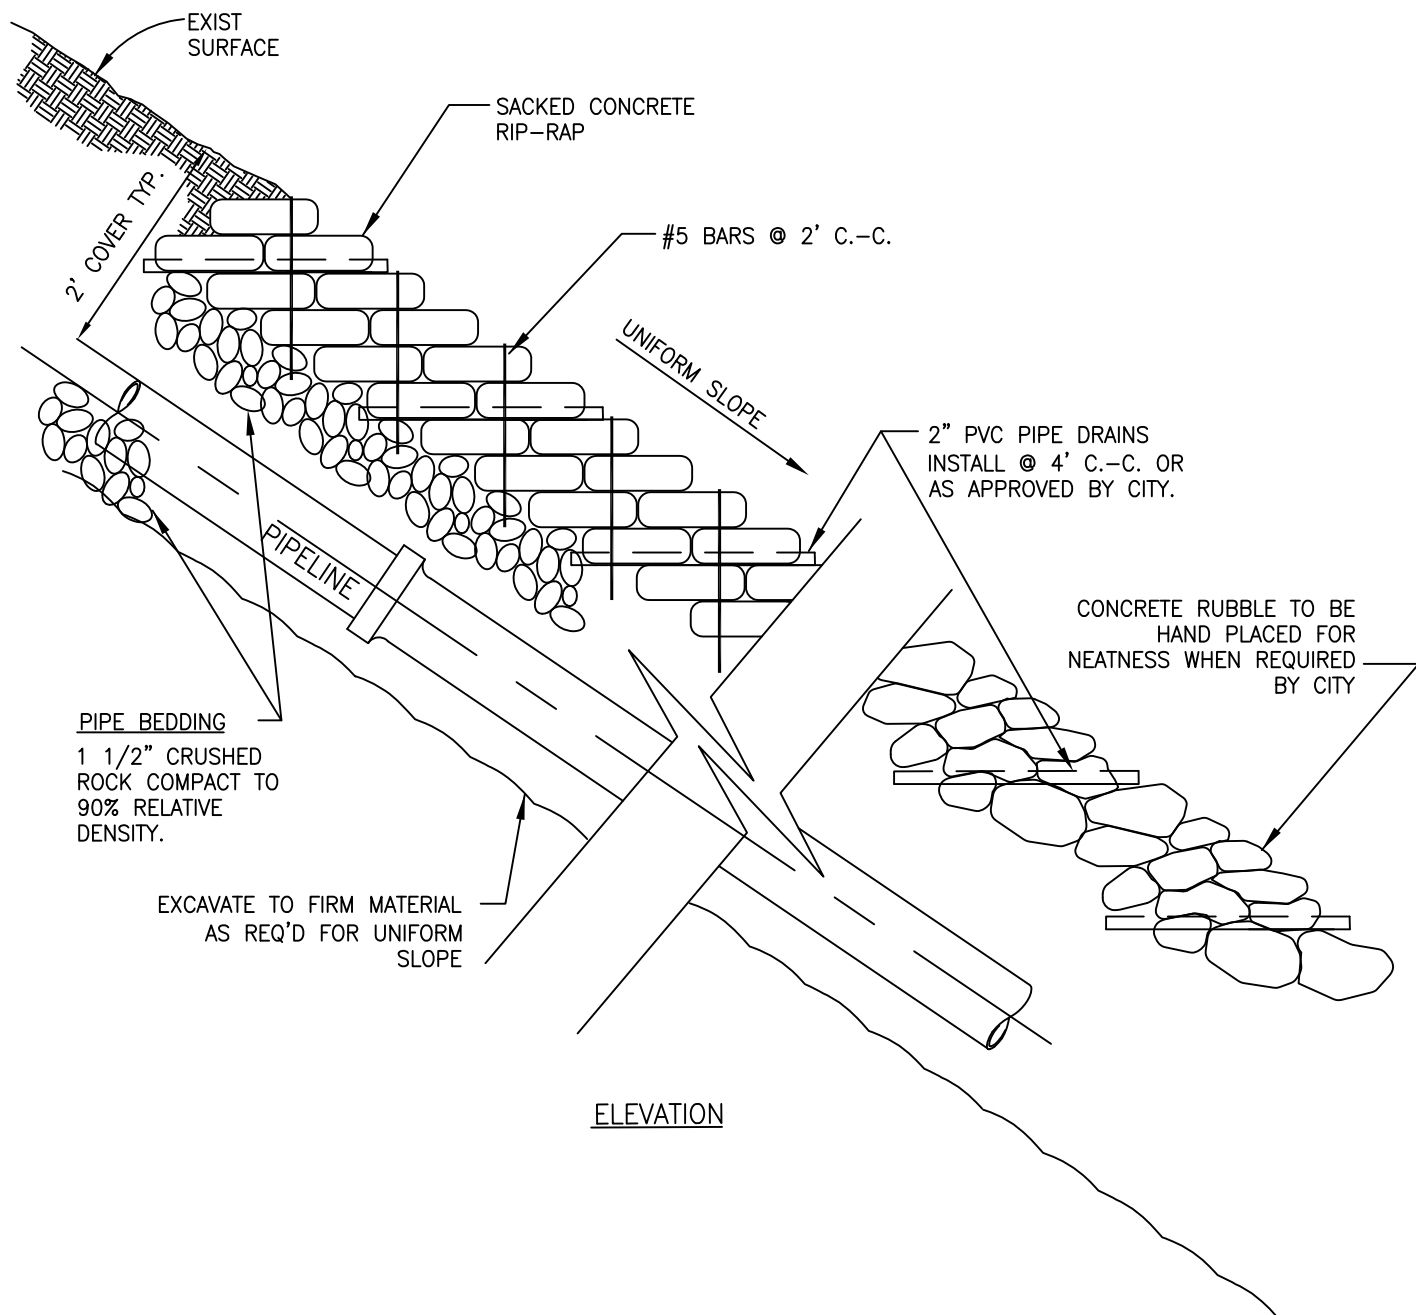 EXIST
SURFACE
SACKED CONCRETE
RIP-RAP
2' COVER TYP.
#5 BARS @ 2' C.-C.
UNIFORM SLOPE
2" PVC PIPE DRAINS
INSTALL @ 4' C.-C. OR
AS APPROVED BY CITY.
PIPELINE
CONCRETE RUBBLE TO BE
HAND PLACED FOR
NEATNESS WHEN REQUIRED
BY CITY
PIPE BEDDING
1 1/2" CRUSHED
ROCK COMPACT TO
90% RELATIVE
DENSITY.
EXCAVATE TO FIRM MATERIAL
AS REQ'D FOR UNIFORM
SLOPE
ELEVATION